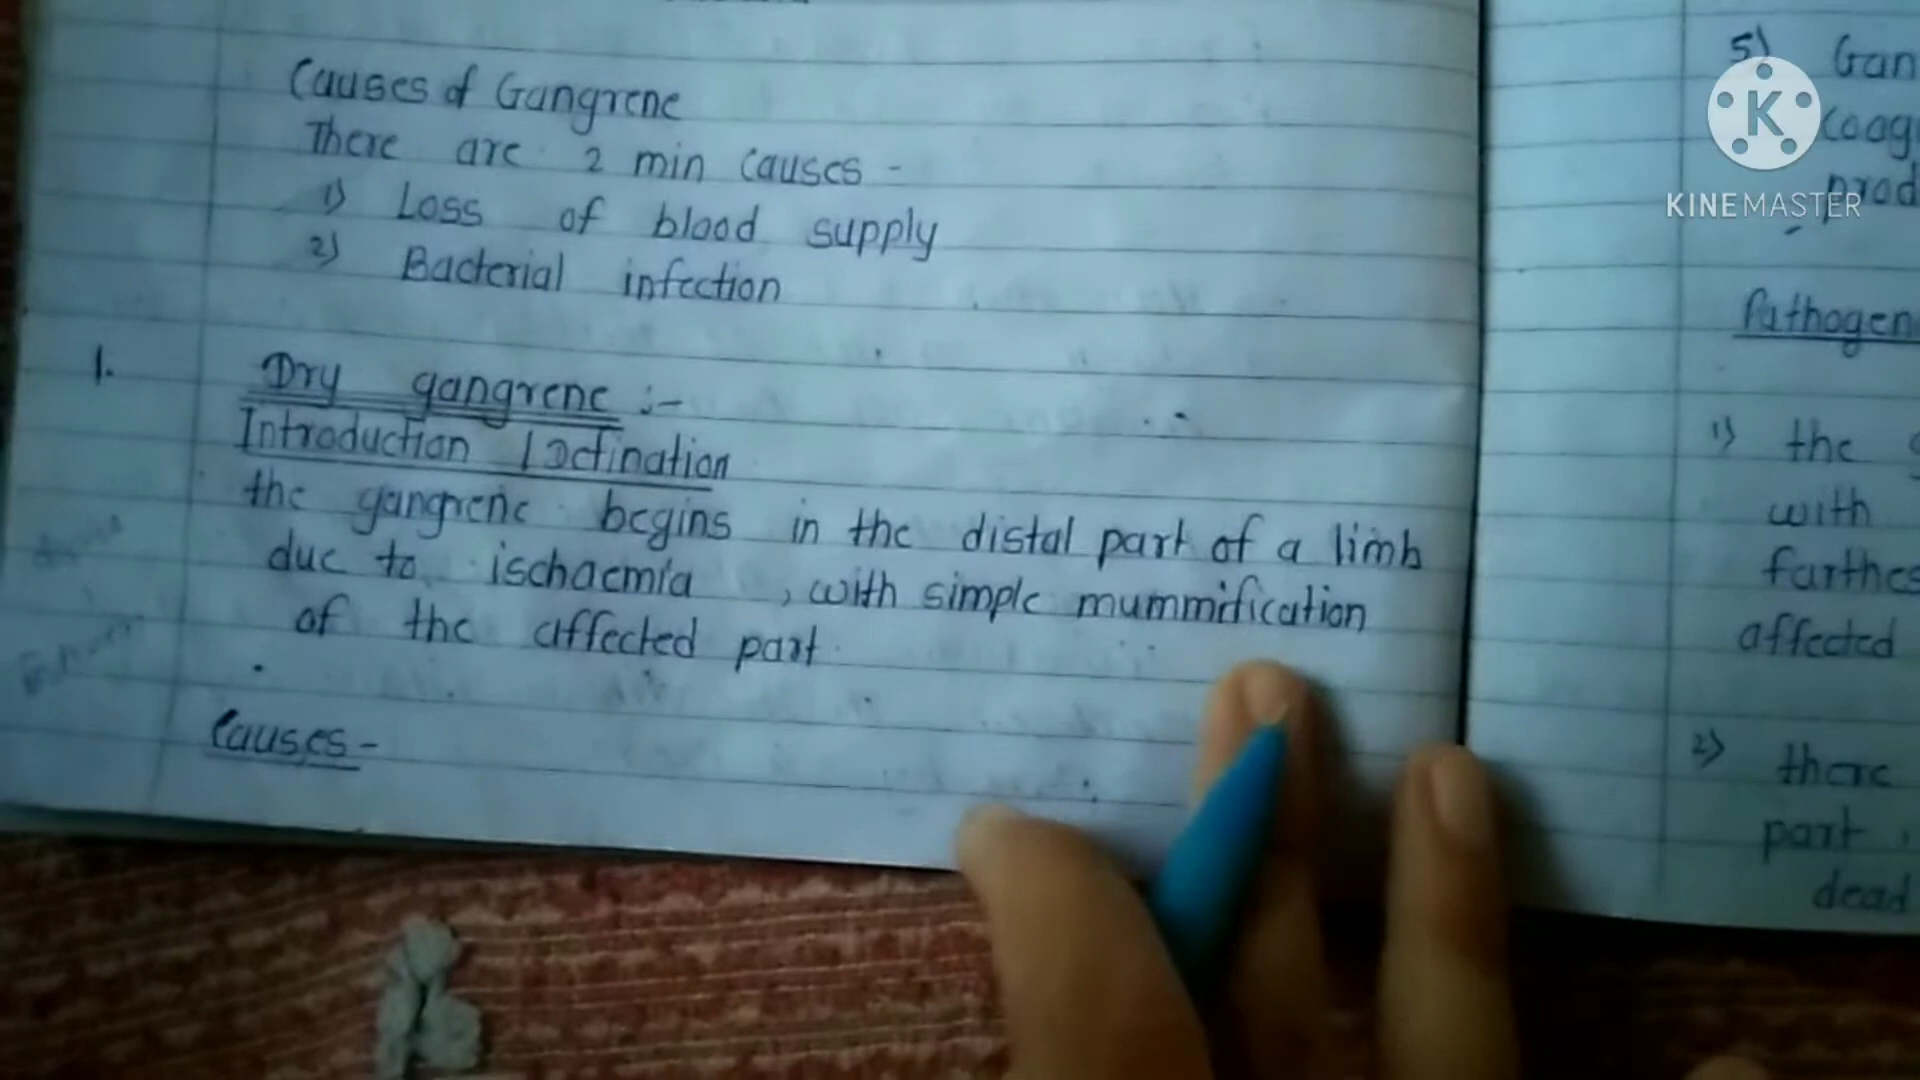 Causes of Gangrene
There are 2 min causes -
1) Loss of blood supply
2) Bacterial infection
1. Dry gangrene :-
Introduction / Defination
the gangrene begins in the distal part of a limb
due to ischaemia , with simple mummification
of the affected part
Causes -
5) Gan
coag
prod
Pathogen
1) the
with
farthes
affected
2) there
part,
dead
K
KINEMASTER